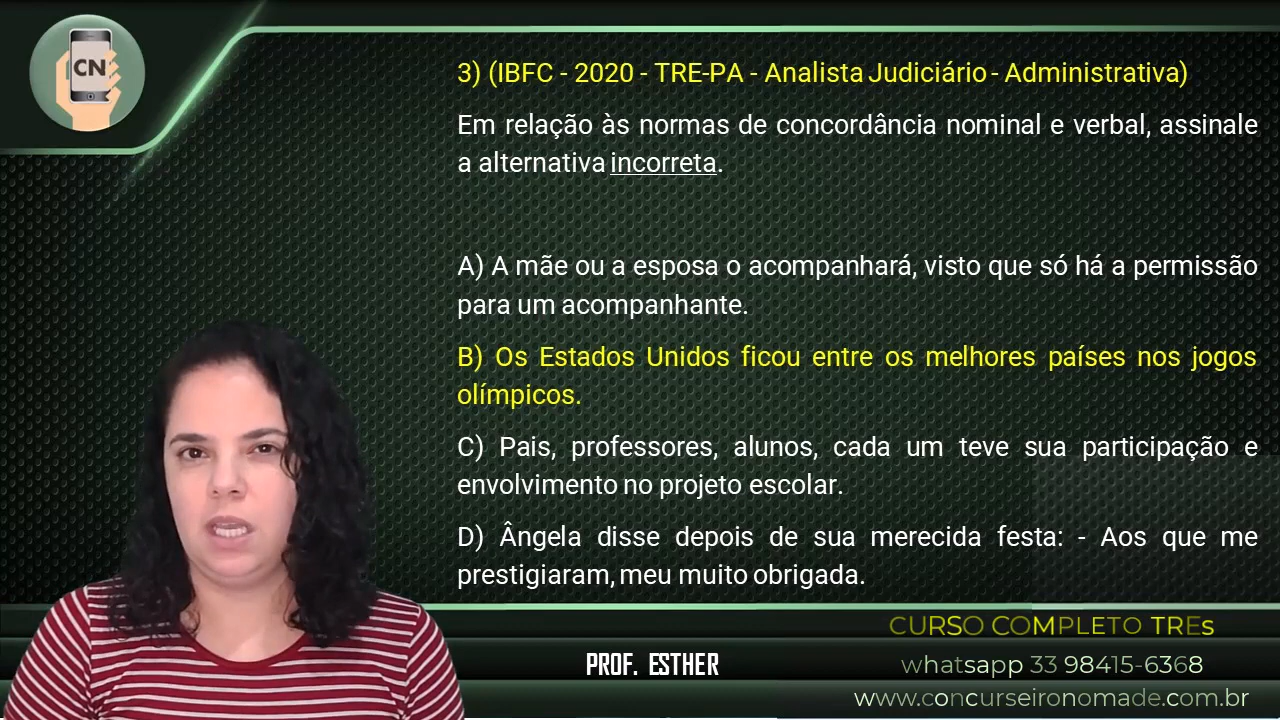 CN
3) (IBFC - 2020 - TRE-PA - Analista Judiciário - Administrativa)
Em relação às normas de concordância nominal e verbal, assinale
a alternativa incorreta.
A) A mãe ou a esposa o acompanhará, visto que só há a permissão
para um acompanhante.
B) Os Estados Unidos ficou entre os melhores países nos jogos
olímpicos.
C) Pais, professores, alunos, cada um teve sua participação e
envolvimento no projeto escolar.
D) Ângela disse depois de sua merecida festa: - Aos que me
prestigiaram, meu muito obrigada.
CURSO COMPLETO TREs
PROF. ESTHER
whatsapp 33 98415-6368
www.concurseironomade.com.br